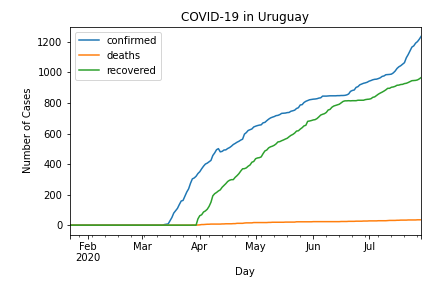 COVID-19 in Uruguay
confirmed
deaths
recovered
Number of Cases
1200
1000
800
600
400
200
0
Feb
2020
Mar
Apr
May
Jun
Jul
Day